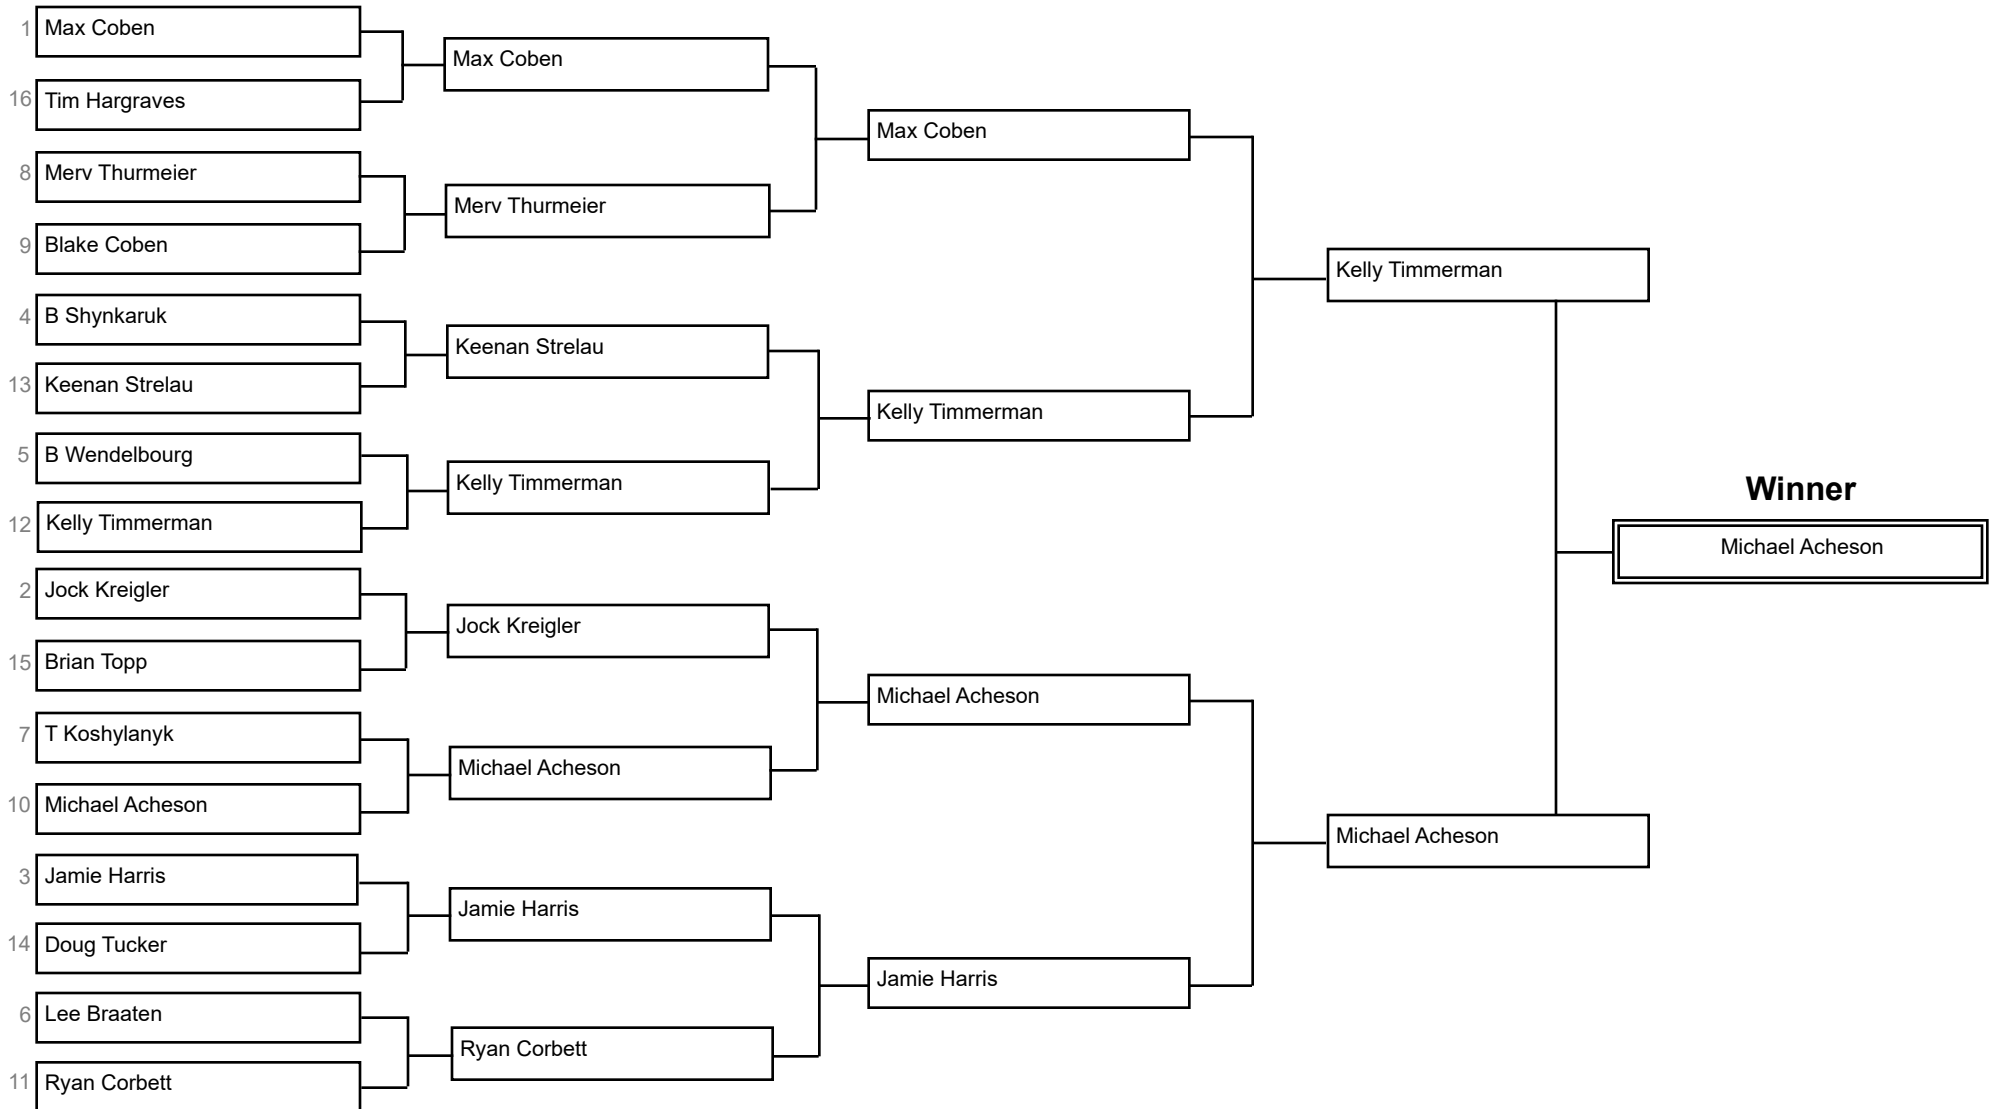 1 Max Coben
16 Tim Hargraves
8 Merv Thurmeier
9 Blake Coben
4 B Shynkaruk
13 Keenan Strelau
5 B Wendelbourg
12 Kelly Timmerman
2 Jock Kreigler
15 Brian Topp
7 T Koshylanyk
10 Michael Acheson
3 Jamie Harris
14 Doug Tucker
6 Lee Braaten
11 Ryan Corbett
Max Coben
Merv Thurmeier
Keenan Strelau
Kelly Timmerman
Jock Kreigler
Michael Acheson
Jamie Harris
Ryan Corbett
Max Coben
Kelly Timmerman
Michael Acheson
Jamie Harris
Kelly Timmerman
Michael Acheson
Winner
Michael Acheson